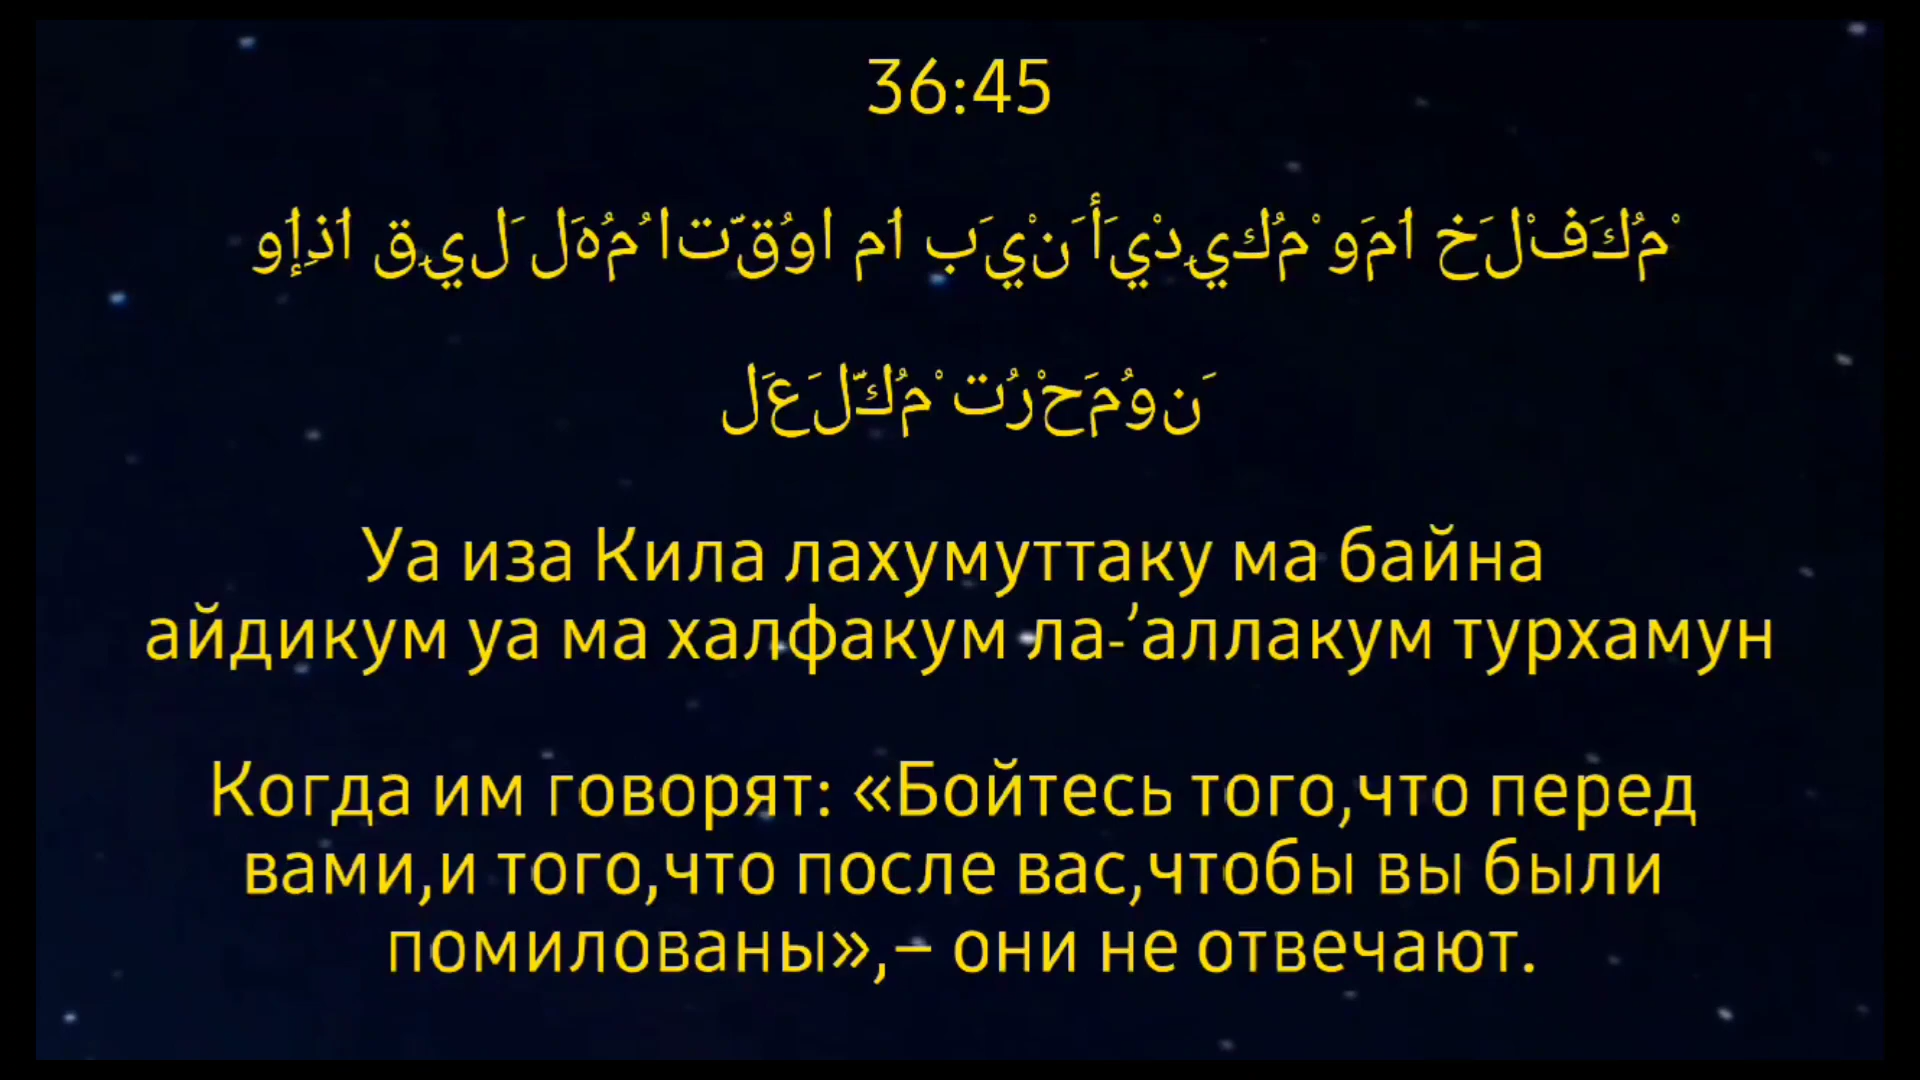 36:45
وَإِذَا قِيلَ لَهُمُ اتَّقُوا مَا بَيْنَ أَيْدِيكُمْ وَمَا خَلْفَكُمْ
لَعَلَّكُمْ تُرْحَمُونَ
Уа иза Кила лахумуттаку ма байна
айдикум уа ма халфакум ла-’аллакум турхамун
Когда им говорят: «Бойтесь того,что перед
вами,и того,что после вас,чтобы вы были
помилованы»,– они не отвечают.